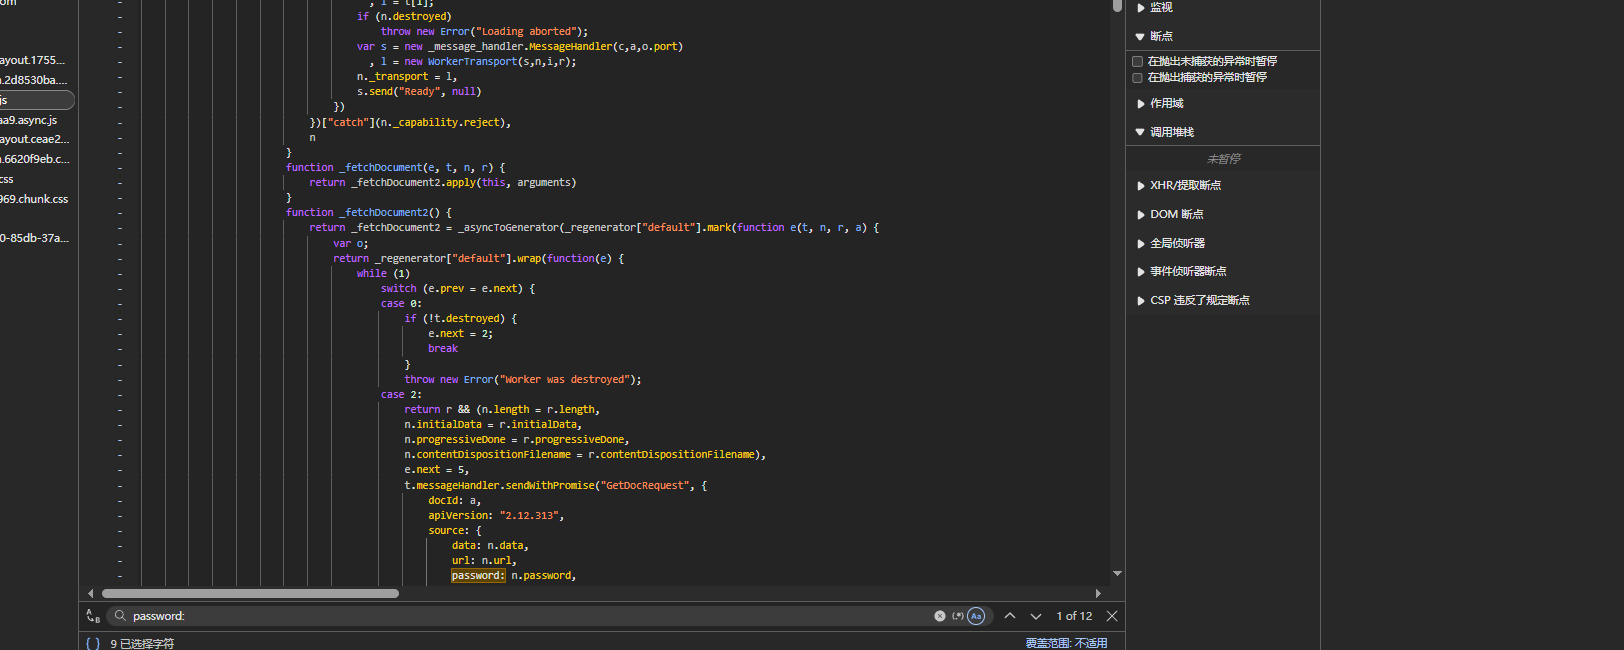 om
ayout.1755...
.2d8530ba....
js
aa9.async.js
ayout.ceae2...
.6620f9eb.c...
css
969.chunk.css
0-85db-37a...
, l = t[1];
if (n.destroyed)
throw new Error("Loading aborted");
var s = new _message_handler.MessageHandler(c,a,o.port)
, l = new WorkerTransport(s,n,i,r);
n._transport = l,
s.send("Ready", null)
})
})["catch"](n._capability.reject),
n
}
function _fetchDocument(e, t, n, r) {
return _fetchDocument2.apply(this, arguments)
}
function _fetchDocument2() {
return _fetchDocument2 = _asyncToGenerator(_regenerator["default"].mark(function e(t, n, r, a) {
var o;
return _regenerator["default"].wrap(function(e) {
while (1)
switch (e.prev = e.next) {
case 0:
if (!t.destroyed) {
e.next = 2;
break
}
throw new Error("Worker was destroyed");
case 2:
return r && (n.length = r.length,
n.initialData = r.initialData,
n.progressiveDone = r.progressiveDone,
n.contentDispositionFilename = r.contentDispositionFilename),
e.next = 5,
t.messageHandler.sendWithPromise("GetDocRequest", {
docId: a,
apiVersion: "2.12.313",
source: {
data: n.data,
url: n.url,
password: n.password,
password:
(.*)
Aa
1 of 12
{ } 9 已选择字符
覆盖范围: 不适用
监视
断点
在抛出未捕获的异常时暂停
在抛出捕获的异常时暂停
作用域
调用堆栈
未暂停
XHR/提取断点
DOM 断点
全局侦听器
事件侦听器断点
CSP 违反了规定断点